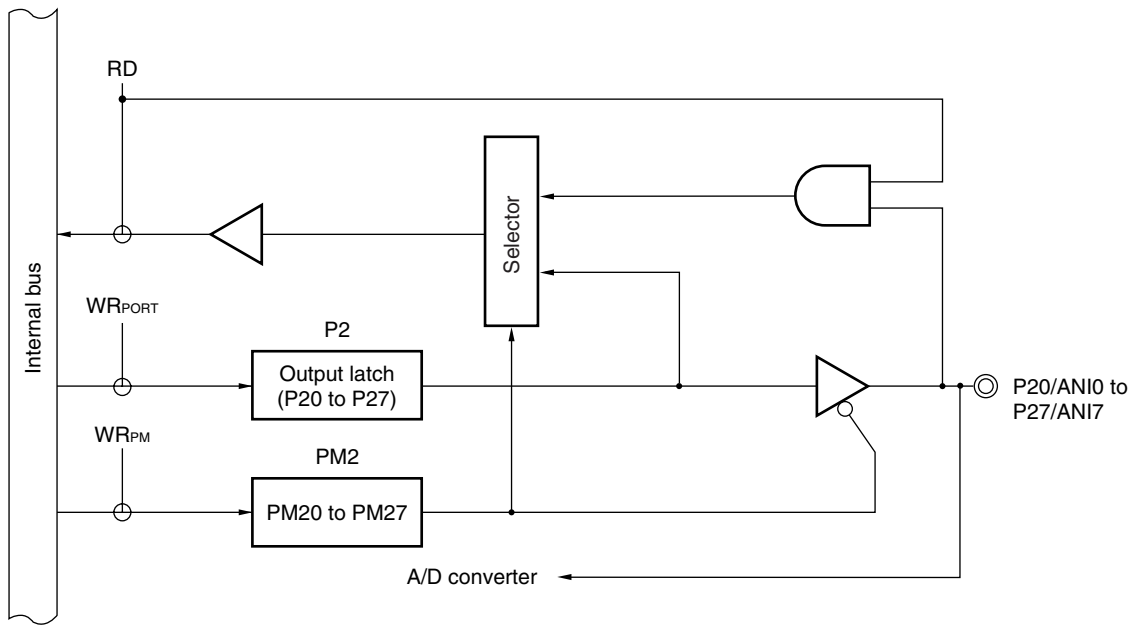 RD
Selector
Internal bus
WRPORT
P2
Output latch
(P20 to P27)
P20/ANI0 to
P27/ANI7
WRPM
PM2
PM20 to PM27
A/D converter